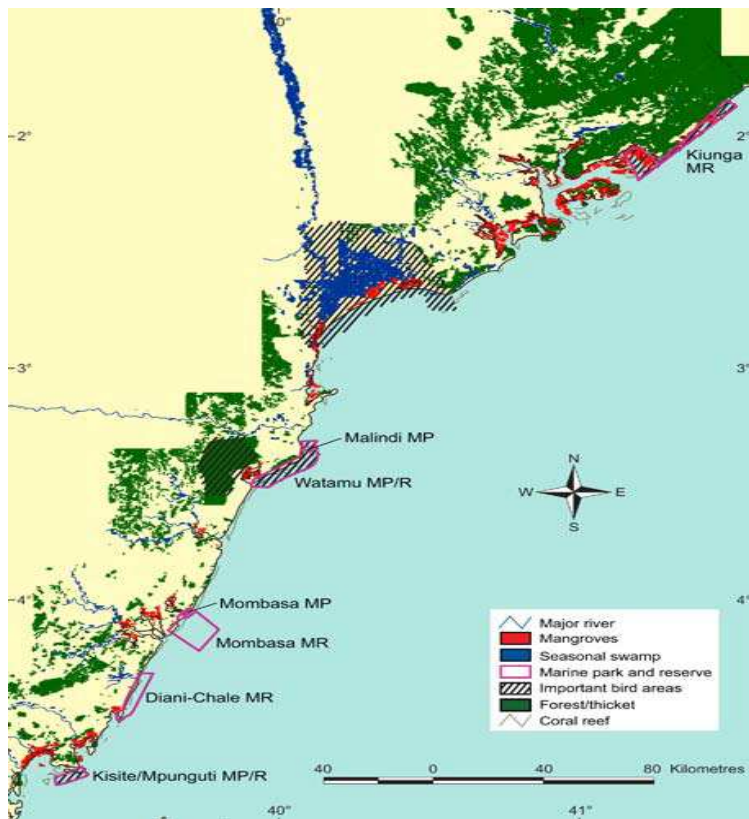 2°
2°
Kiunga
MR
3°
3°
Malindi MP
Watamu MP/R
N
W
E
S
4°
4°
Mombasa MP
Mombasa MR
Diani-Chale MR
Kisite/Mpunguti MP/R
Major river
Mangroves
Seasonal swamp
Marine park and reserve
Important bird areas
Forest/thicket
Coral reef
40 0 40 80 Kilometres
40°
41°